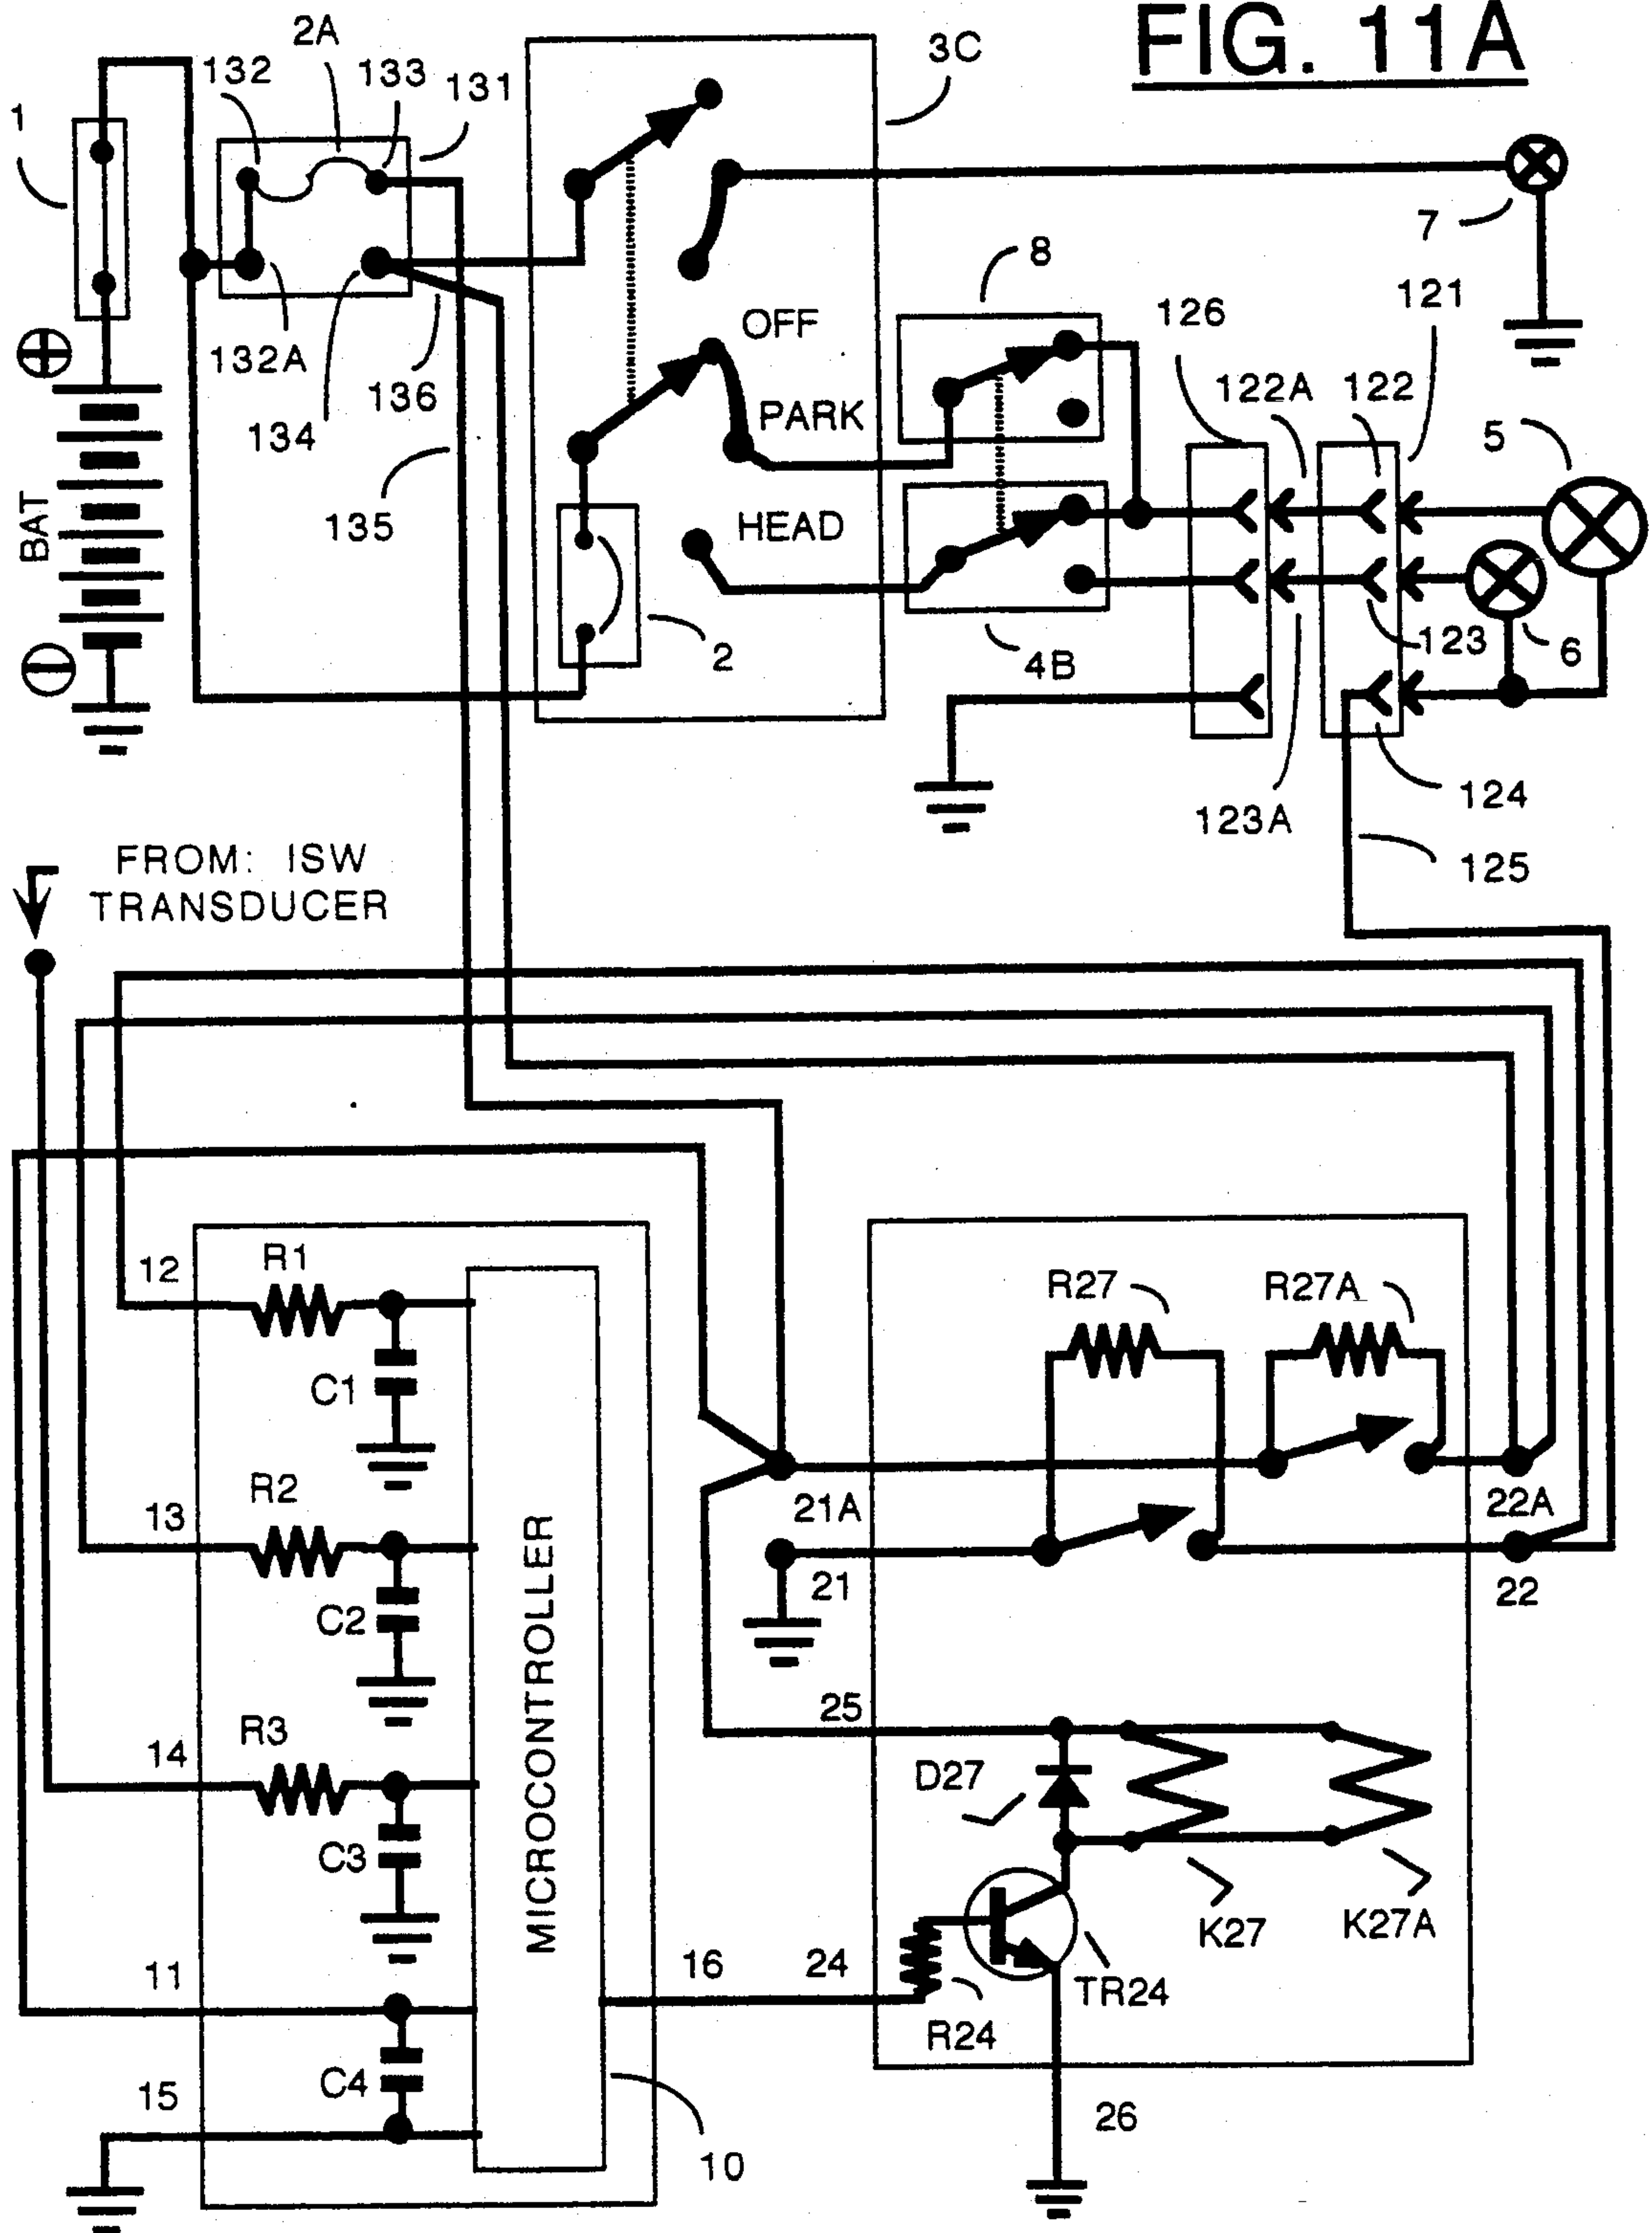 FIG. 11A
2A
3C
132
133
131
1
7
8
OFF
126
121
132A
136
122A
122
134
PARK
5
BAT
135
HEAD
2
4B
123
6
124
123A
125
FROM: ISW
TRANSDUCER
12
R1
R27
R27A
C1
R2
13
21A
22A
21
22
C2
MICROCONTROLLER
25
R3
14
D27
C3
K27
K27A
11
16
24
TR24
R24
C4
15
26
10